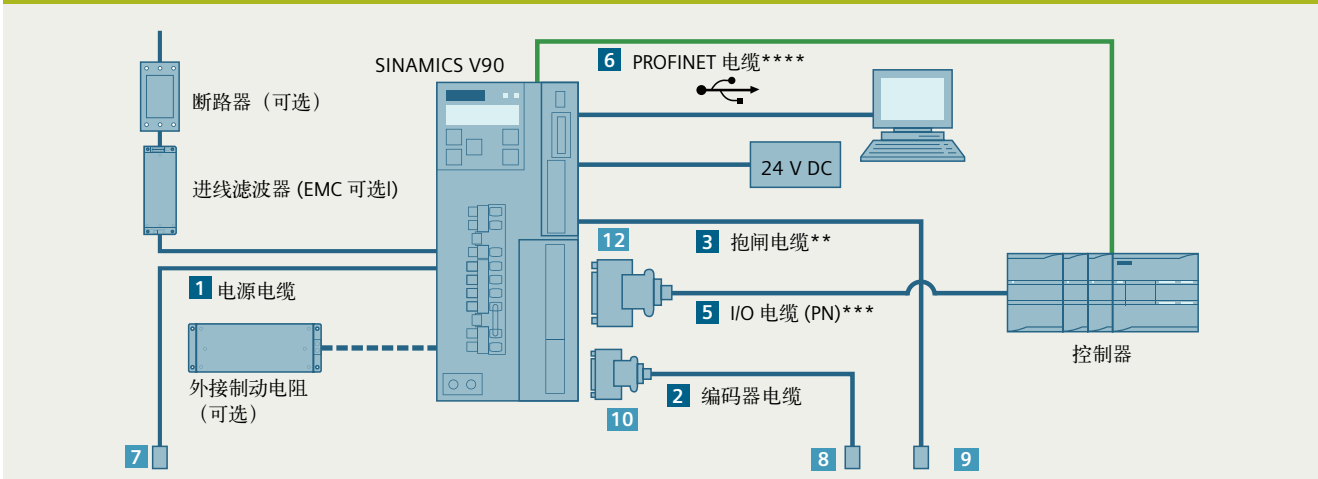 SINAMICS V90
6 PROFINET 电缆****
断路器（可选）
进线滤波器 (EMC 可选l)
24 V DC
12
3 抱闸电缆**
1 电源电缆
5 I/O 电缆 (PN)***
控制器
外接制动电阻
（可选）
2 编码器电缆
10
7
8
9